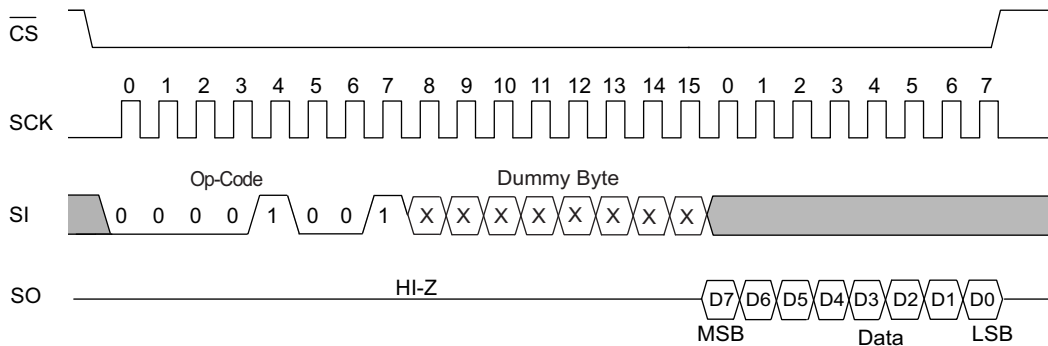 CS
0 1 2 3 4 5 6 7 8 9 10 11 12 13 14 15 0 1 2 3 4 5 6 7
SCK
Op-Code Dummy Byte
SI 0 0 0 0 1 0 0 1 X X X X X X X X
HI-Z
SO D7 D6 D5 D4 D3 D2 D1 D0
MSB Data LSB